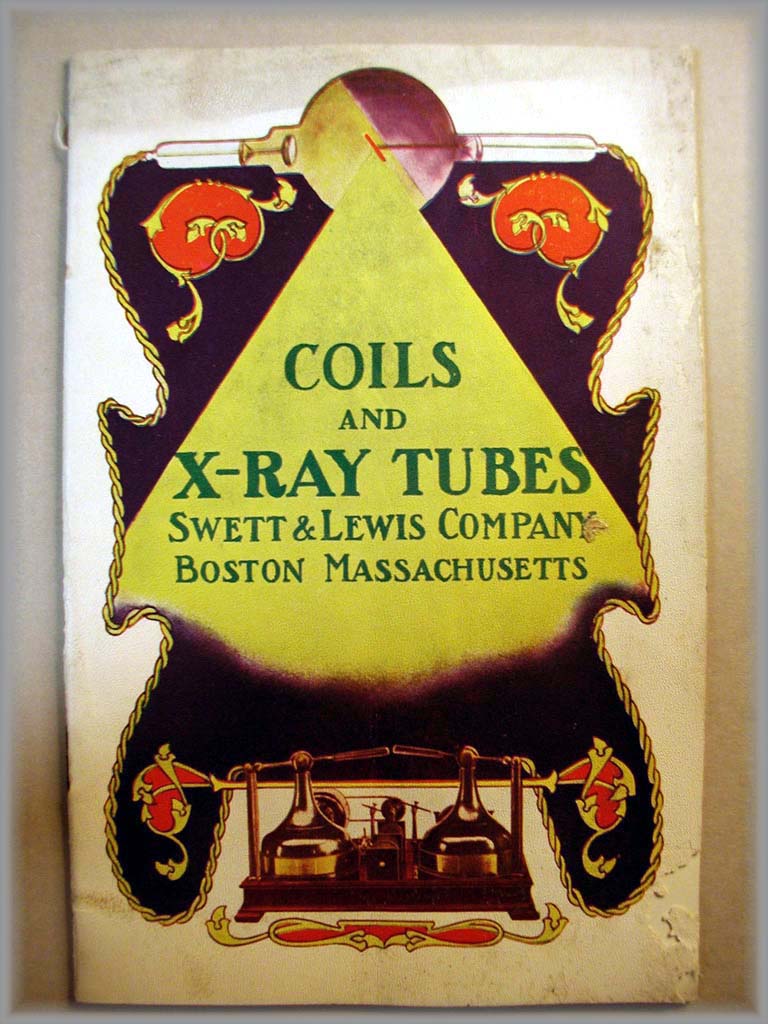 COILS
AND
X-RAY TUBES
SWETT & LEWIS COMPANY
BOSTON MASSACHUSETTS